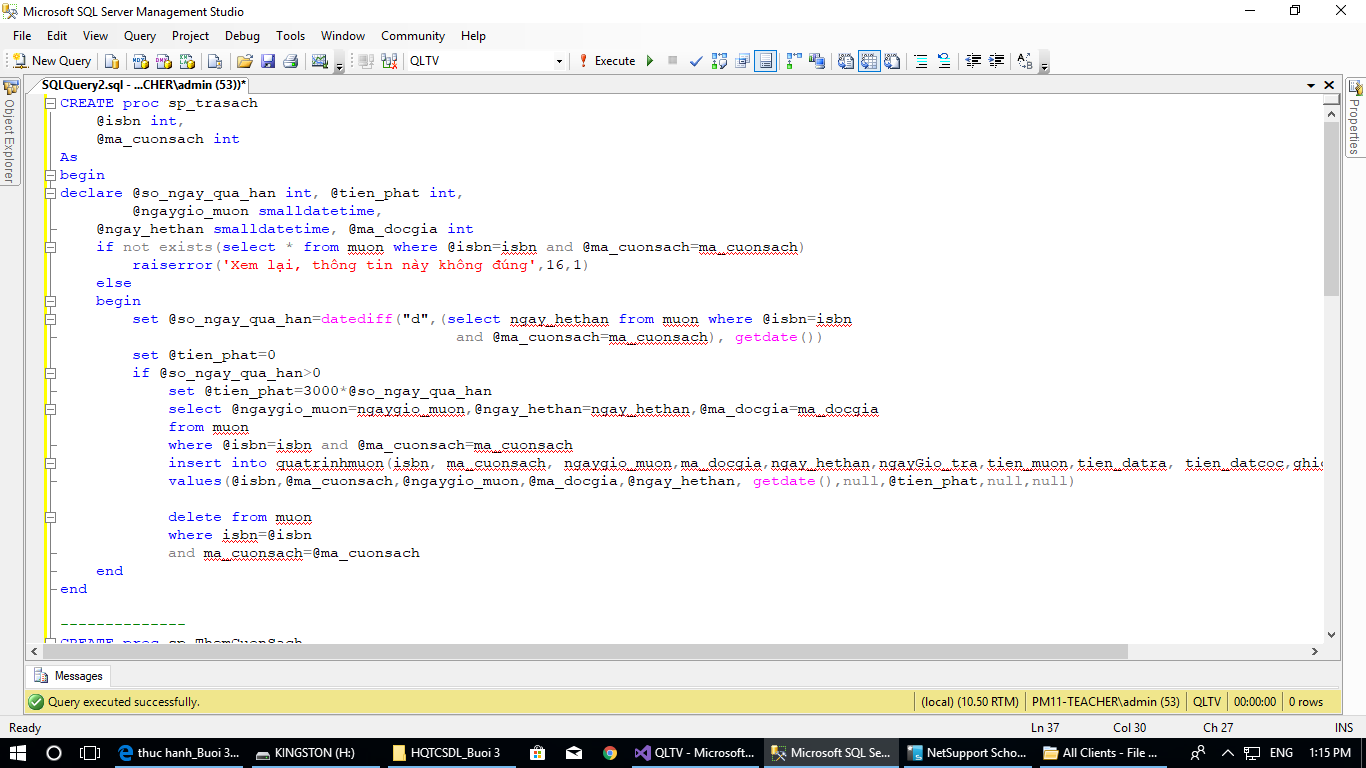 Microsoft SQL Server Management Studio
File Edit View Query Project Debug Tools Window Community Help
New Query QLTV Execute
SQLQuery2.sql - ...CHER\admin (53))*
Object Explorer
Properties
CREATE proc sp_trasach
@isbn int,
@ma_cuonsach int
As
begin
declare @so_ngay_qua_han int, @tien_phat int,
@ngaygio_muon smalldatetime,
@ngay_hethan smalldatetime, @ma_docgia int
if not exists(select * from muon where @isbn=isbn and @ma_cuonsach=ma_cuonsach)
raiserror('Xem lại, thông tin này không đúng',16,1)
else
begin
set @so_ngay_qua_han=datediff("d",(select ngay_hethan from muon where @isbn=isbn
and @ma_cuonsach=ma_cuonsach), getdate())
set @tien_phat=0
if @so_ngay_qua_han>0
set @tien_phat=3000*@so_ngay_qua_han
select @ngaygio_muon=ngaygio_muon,@ngay_hethan=ngay_hethan,@ma_docgia=ma_docgia
from muon
where @isbn=isbn and @ma_cuonsach=ma_cuonsach
insert into quatrinhmuon(isbn, ma_cuonsach, ngaygio_muon,ma_docgia,ngay_hethan,ngayGio_tra,tien_muon,tien_datra, tien_datcoc,
values(@isbn,@ma_cuonsach,@ngaygio_muon,@ma_docgia,@ngay_hethan, getdate(),null,@tien_phat,null,null)
delete from muon
where isbn=@isbn
and ma_cuonsach=@ma_cuonsach
end
end
--------------
CREATE proc sp_ThemCuonSach
Messages
Query executed successfully. (local) (10.50 RTM) PM11-TEACHER\admin (53) QLTV 00:00:00 0 rows
Ready Ln 37 Col 30 Ch 27 INS
thuc hanh_Buoi 3... KINGSTON (H:) HQTCSDL_Buoi 3 QLTV - Microsoft... Microsoft SQL Se... NetSupport Scho... All Clients - File ... ENG 1:15 PM